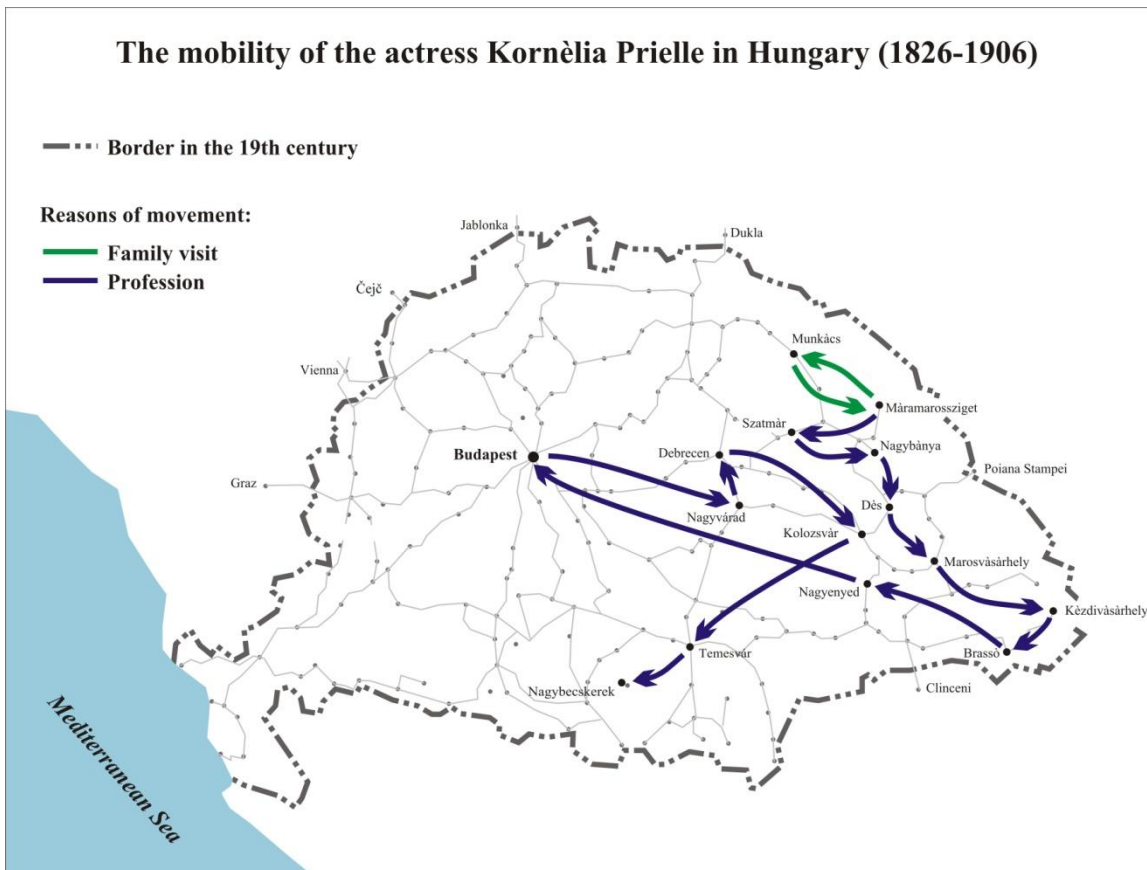 The mobility of the actress Kornèlia Prielle in Hungary (1826-1906)
Border in the 19th century
Reasons of movement:
Family visit
Profession
Jablonka
Dukla
Čejč
Vienna
Munkàcs
Màramarossziget
Szatmàr
Nagybànya
Budapest
Debrecen
Poiana Stampei
Graz
Nagyvárad
Dès
Kolozsvàr
Marosvàsàrhely
Nagyenyed
Kèzdivàsàrhely
Temesvár
Brassò
Nagybecskerek
Clinceni
Mediterranean Sea